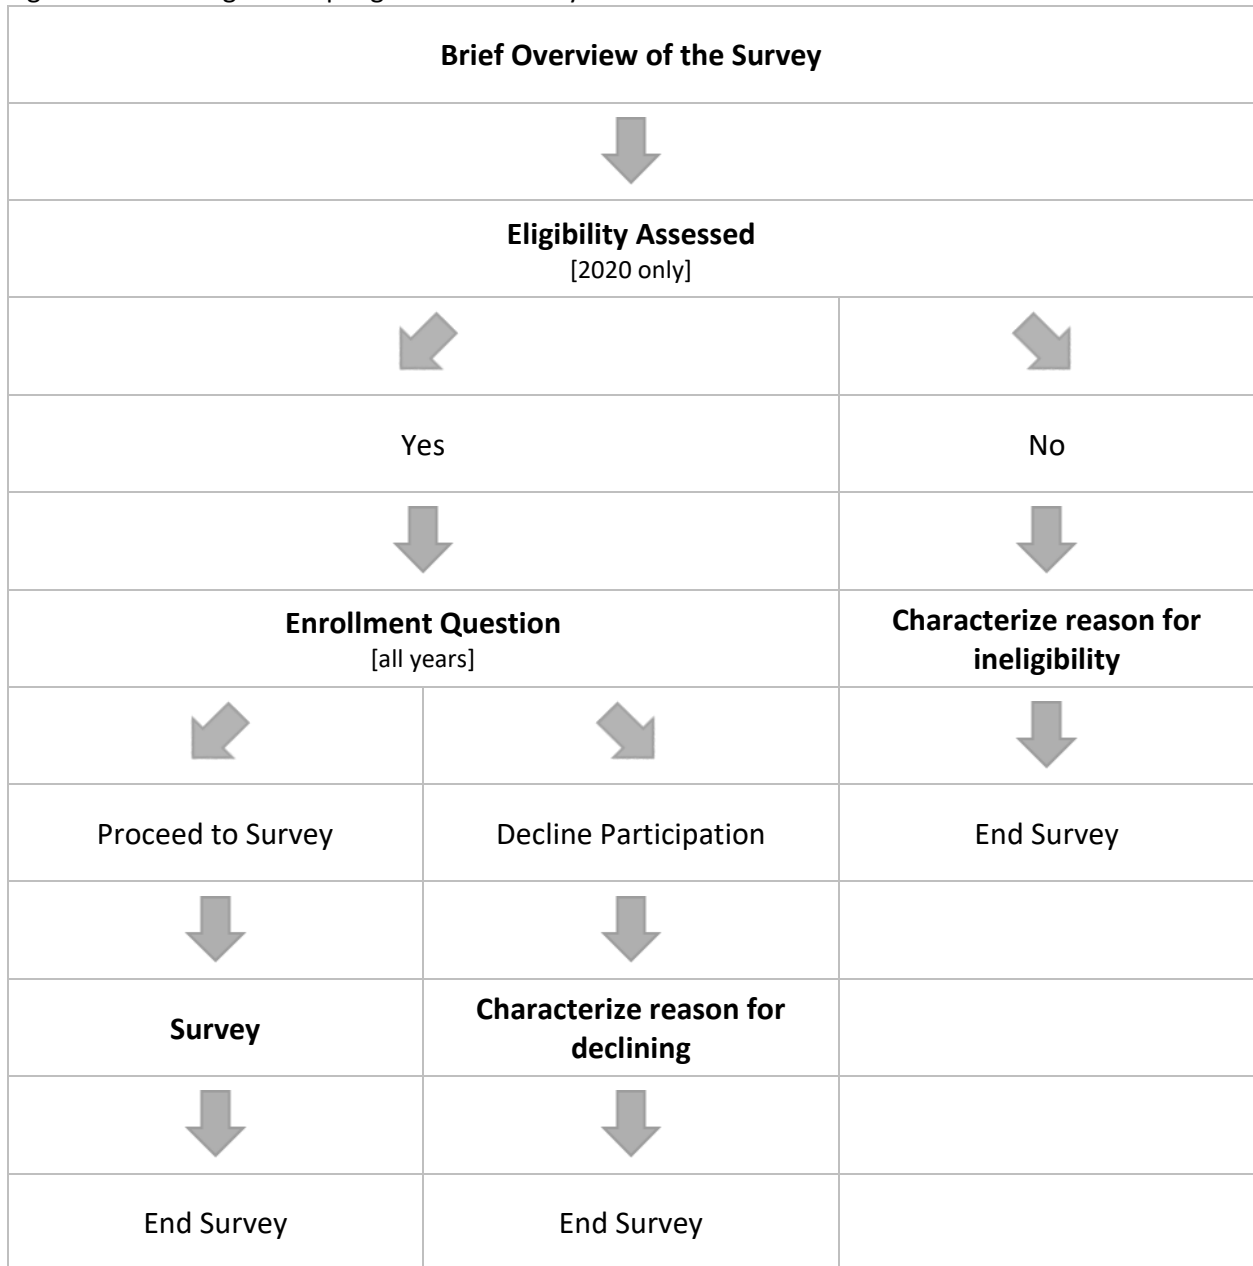 Brief Overview of the Survey
Eligibility Assessed
[2020 only]
Yes
No
Enrollment Question
[all years]
Characterize reason for
ineligibility
Proceed to Survey
Decline Participation
End Survey
Survey
Characterize reason for
declining
End Survey
End Survey